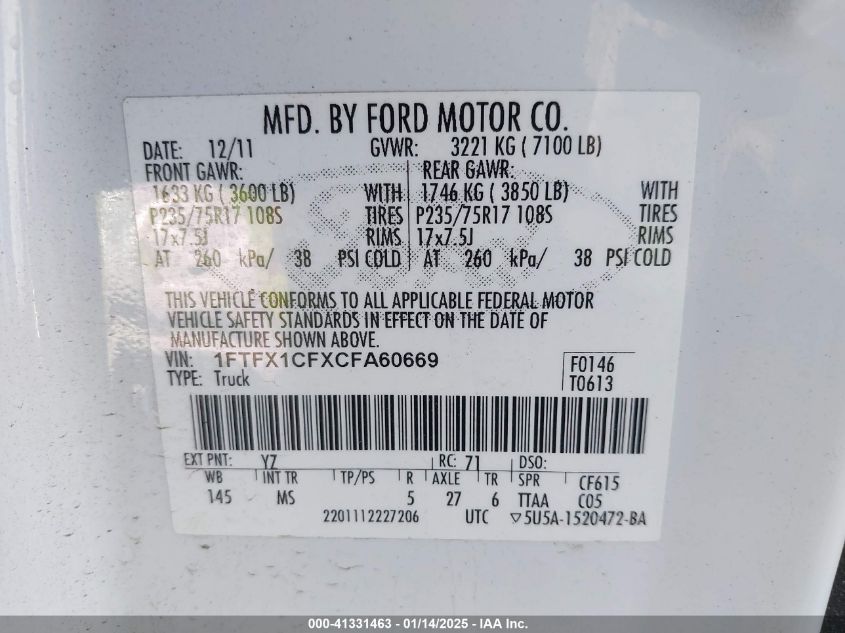 MFD. BY FORD MOTOR CO.
DATE: 12/11 GVWR: 3221 KG ( 7100 LB)
FRONT GAWR: REAR GAWR:
1633 KG ( 3600 LB) WITH 1746 KG ( 3850 LB) WITH
P235/75R17 108S TIRES P235/75R17 108S TIRES
17x7.5J RIMS 17x7.5J RIMS
AT 260 kPa/ 38 PSI COLD AT 260 kPa/ 38 PSI COLD
THIS VEHICLE CONFORMS TO ALL APPLICABLE FEDERAL MOTOR
VEHICLE SAFETY STANDARDS IN EFFECT ON THE DATE OF
MANUFACTURE SHOWN ABOVE.
VIN: 1FTFX1CFXCFA60669 F0146
TYPE: Truck T0613
EXT PNT: YZ RC: 71 DSO:
WB INT TR TP/PS R AXLE TR SPR CF615
145 MS 5 27 6 TTAA C05
2201112227206 UTC ▽5U5A-1520472-BA
000-41331463 - 01/14/2025 - IAA Inc.